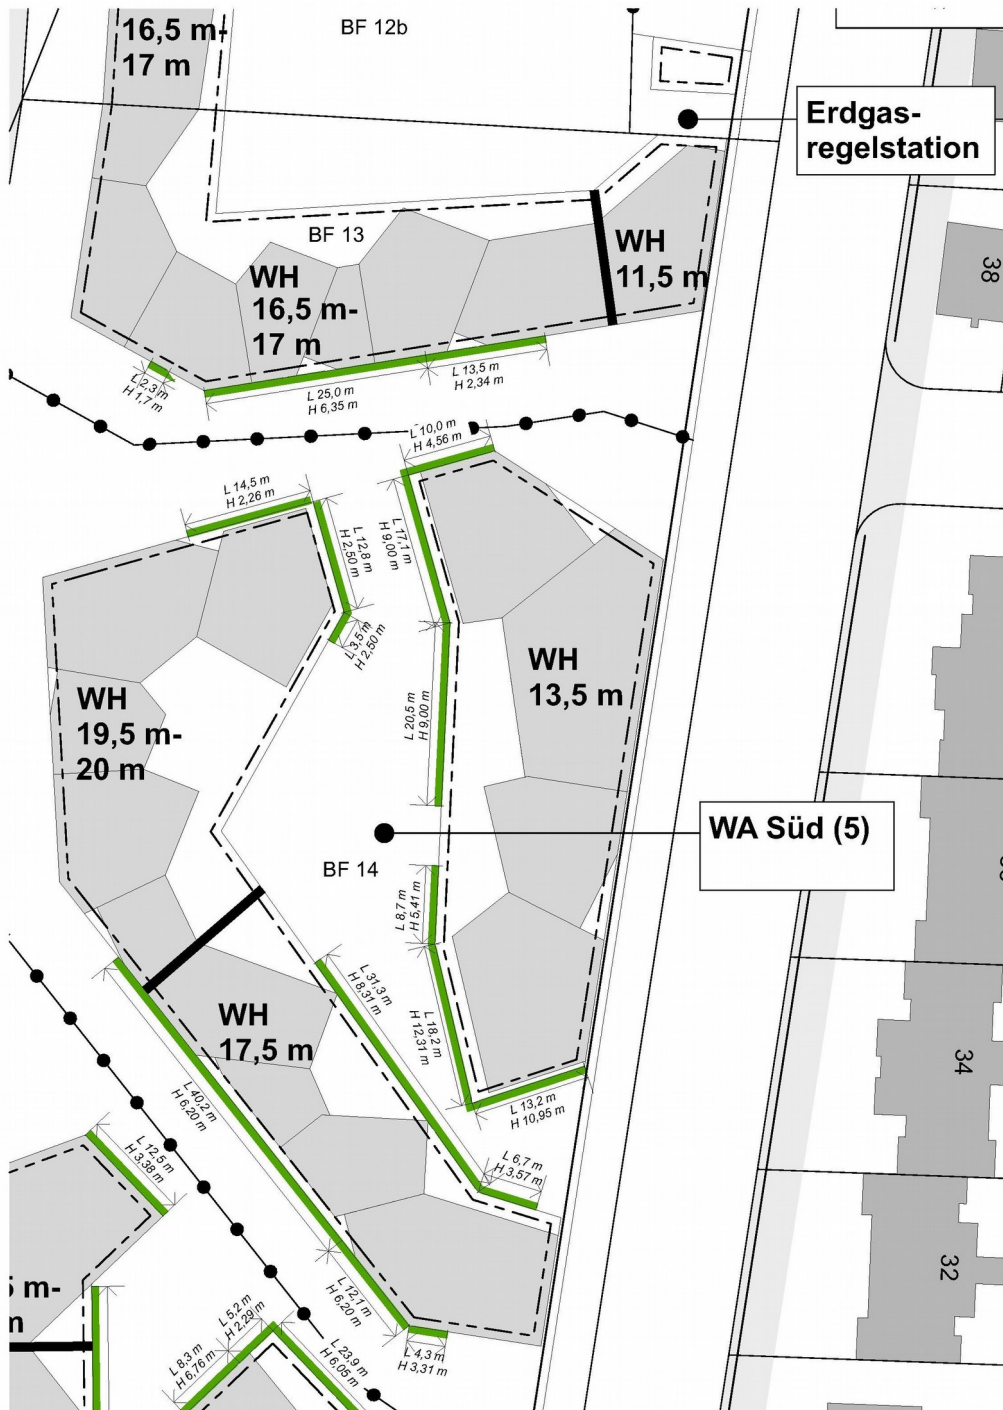 16,5 m-
17 m
BF 12b
Erdgas-
regelstation
BF 13
WH
16,5 m-
17 m
WH
11,5 m
38
L 2,3 m
H 1,7 m
L 25,0 m
H 6,35 m
L 13,5 m
H 2,34 m
L 10,0 m
H 4,56 m
L 14,5 m
H 2,26 m
L 12,8 m
H 2,50 m
L 3,5 m
H 2,50 m
L 17,1 m
H 9,00 m
L 20,5 m
H 9,00 m
WH
19,5 m-
20 m
WH
13,5 m
WA Süd (5)
BF 14
L 8,7 m
H 5,41 m
L 31,3 m
H 8,31 m
L 18,2 m
H 12,31 m
WH
17,5 m
L 13,2 m
H 10,95 m
34
L 40,2 m
H 6,20 m
L 12,5 m
H 3,38 m
L 6,7 m
H 3,57 m
32
5 m-
m
L 12,1 m
H 6,20 m
L 5,2 m
H 2,29 m
L 8,3 m
H 6,76 m
L 23,9 m
H 6,05 m
L 4,3 m
H 3,31 m